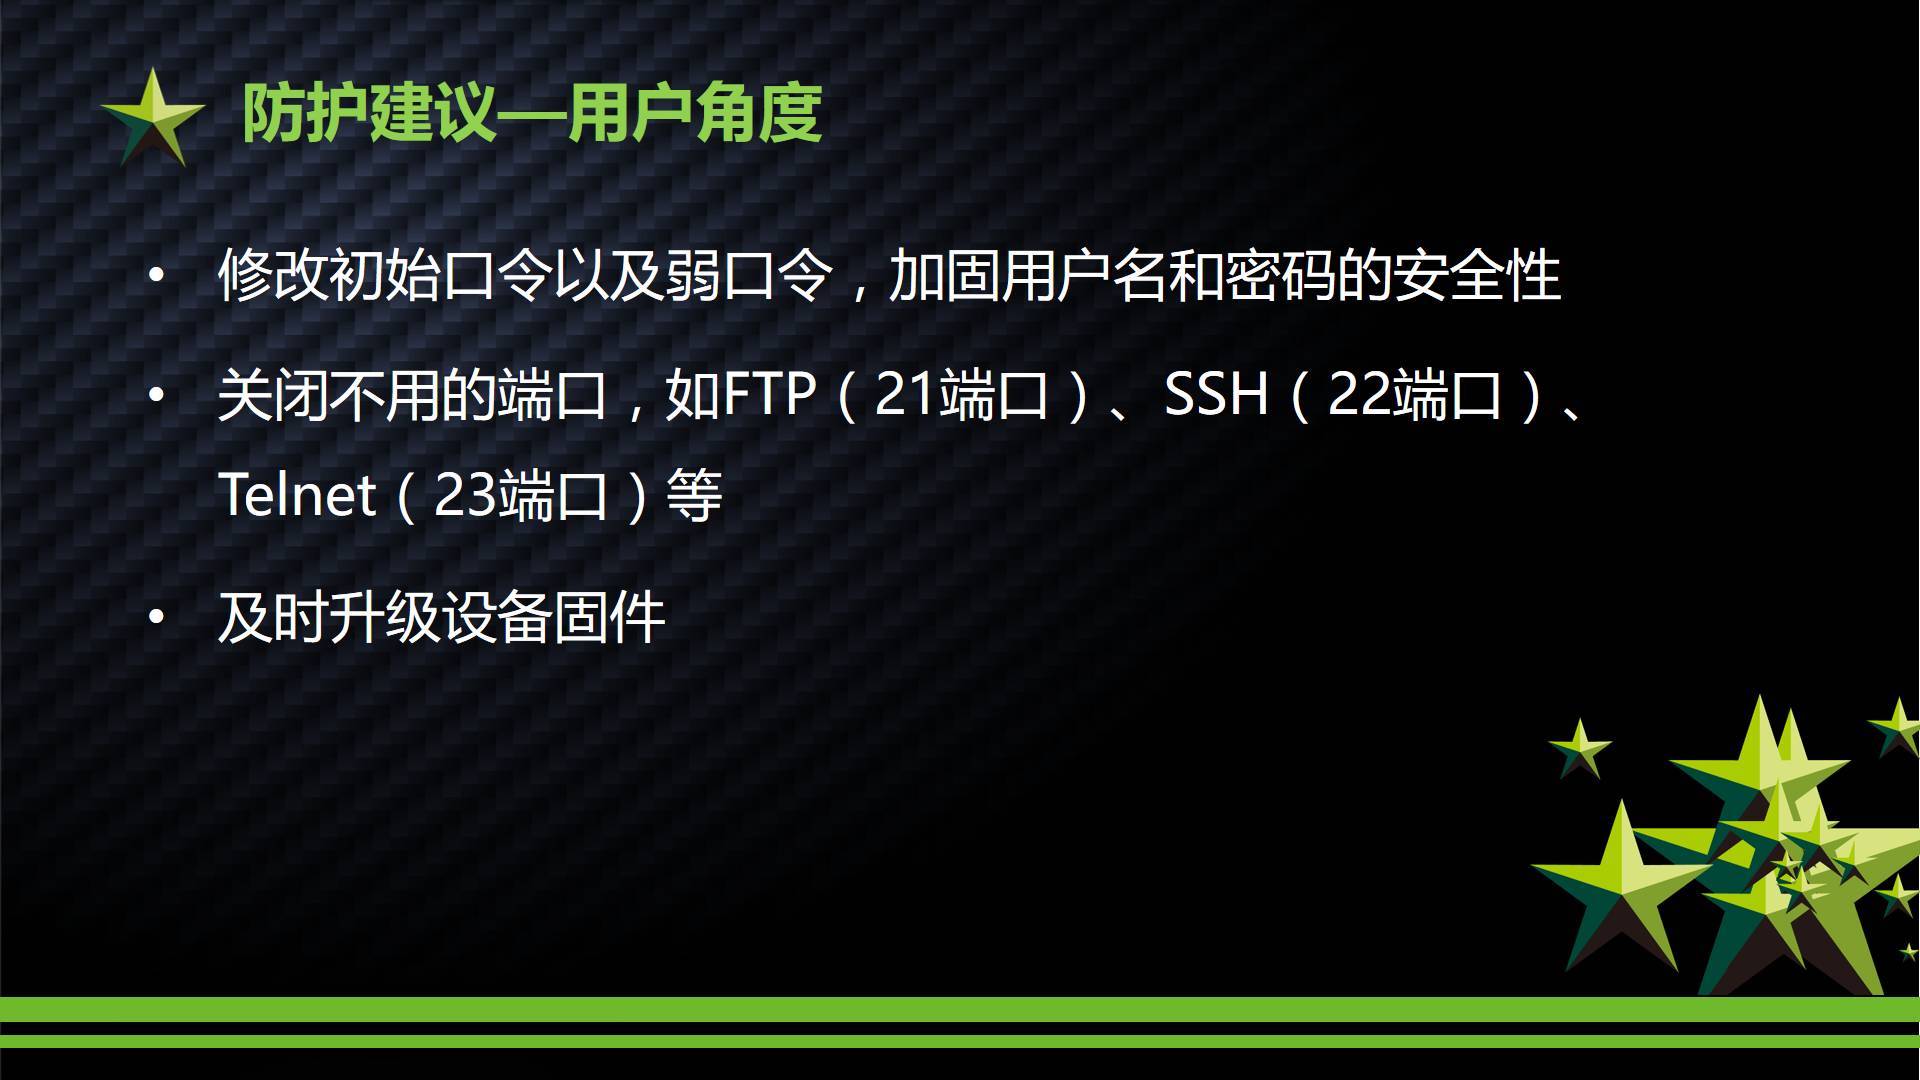 防护建议—用户角度
• 修改初始口令以及弱口令，加固用户名和密码的安全性
• 关闭不用的端口，如FTP（21端口）、SSH（22端口）、
Telnet（23端口）等
• 及时升级设备固件